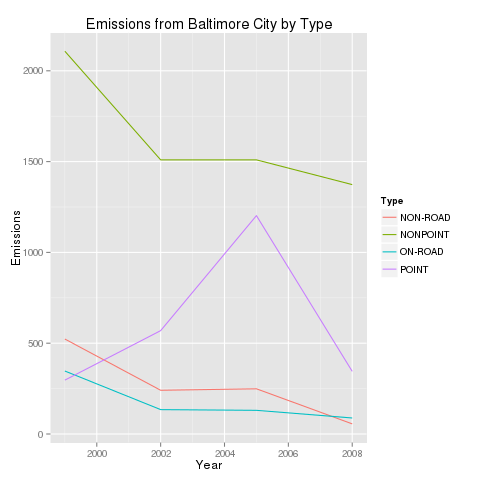 Emissions from Baltimore City by Type
2000
1500
1000
500
0
Emissions
2000
2002
2004
2006
2008
Year
Type
NON-ROAD
NONPOINT
ON-ROAD
POINT